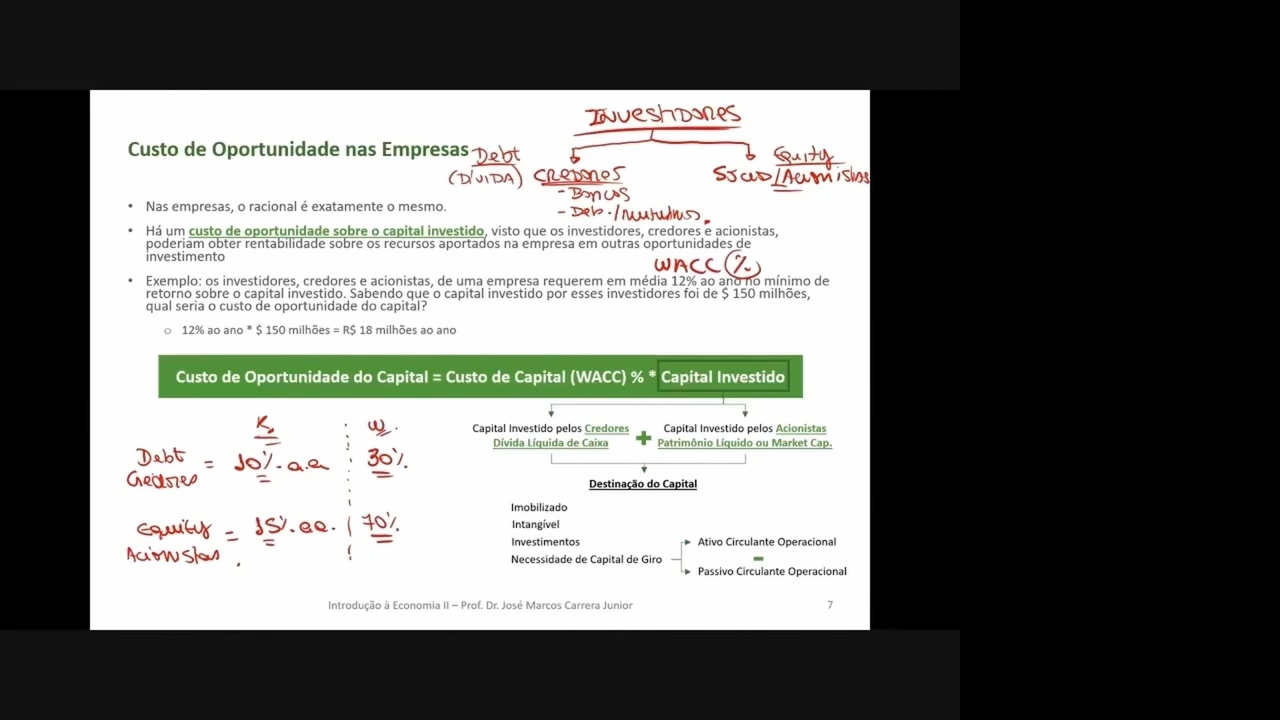 INVESTIDORES
Custo de Oportunidade nas Empresas
Debt
(DÍVIDA)
CREDORES
- BANCOS
- Deb. /
Equity
SÓCIOS/Acionistas
• Nas empresas, o racional é exatamente o mesmo.
• Há um custo de oportunidade sobre o capital investido, visto que os investidores, credores e acionistas,
poderiam obter rentabilidade sobre os recursos aportados na empresa em outras oportunidades de
investimento
WACC (%)
• Exemplo: os investidores, credores e acionistas, de uma empresa requerem em média 12% ao ano no mínimo de
retorno sobre o capital investido. Sabendo que o capital investido por esses investidores foi de $ 150 milhões,
qual seria o custo de oportunidade do capital?
o 12% ao ano * $ 150 milhões = R$ 18 milhões ao ano
Custo de Oportunidade do Capital = Custo de Capital (WACC) % * Capital Investido
K W
Debt
Credores = 10% a.a 30%
Equity
Acionistas = 15% a.a. 70%
Capital Investido pelos Credores
Dívida Líquida de Caixa
+
Capital Investido pelos Acionistas
Patrimônio Líquido ou Market Cap.
Destinação do Capital
Imobilizado
Intangível
Investimentos
Necessidade de Capital de Giro
Ativo Circulante Operacional
-
Passivo Circulante Operacional
Introdução à Economia II – Prof. Dr. José Marcos Carrera Junior
7